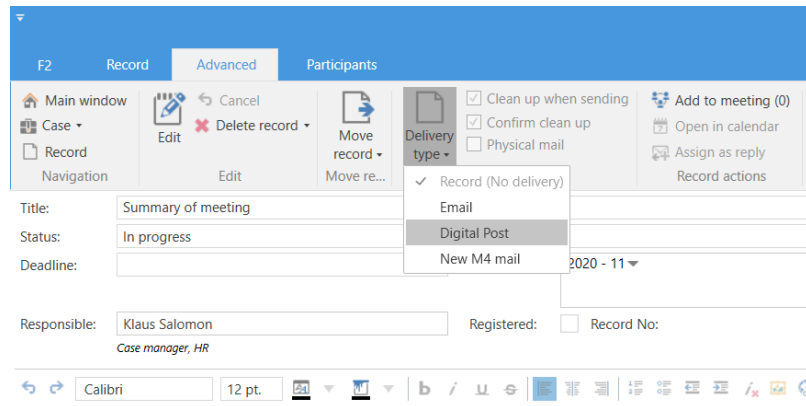 F2 Record Advanced Participants
Main window Cancel Clean up when sending Add to meeting (0)
Case Delete record Confirm clean up Open in calendar
Edit Move record Delivery type Physical mail
Record Assign as reply
Navigation Edit Move re... Record actions
Record (No delivery)
Title: Summary of meeting
Email
Status: In progress
Digital Post
Deadline: New M4 mail 2020 - 11
Responsible: Klaus Salomon Registered: Record No:
Case manager, HR
Calibri 12 pt. b i u s